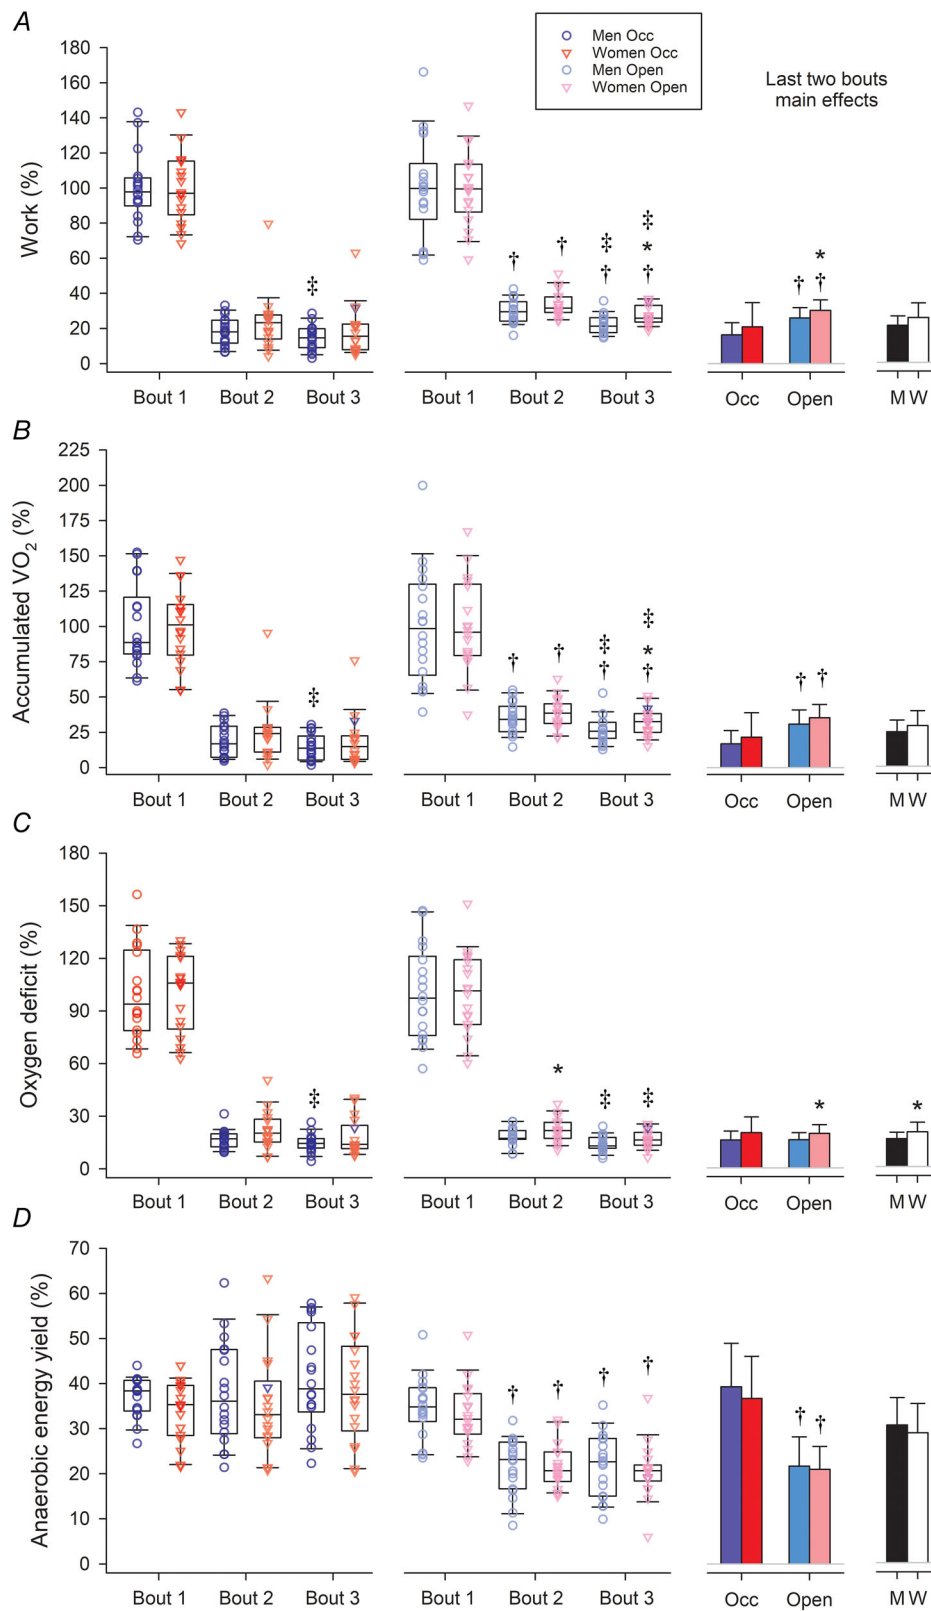 A
Men Occ
Women Occ
Men Open
Women Open
Last two bouts
main effects
Work (%)
180
160
140
120
100
80
60
40
20
0
‡
†
†
‡
†
‡
*
†
†
*
†
Bout 1
Bout 2
Bout 3
Bout 1
Bout 2
Bout 3
Occ
Open
M W
B
Accumulated VO2 (%)
225
200
175
150
125
100
75
50
25
0
‡
†
†
‡
†
‡
*
†
†
†
Bout 1
Bout 2
Bout 3
Bout 1
Bout 2
Bout 3
Occ
Open
M W
C
Oxygen deficit (%)
180
150
120
90
60
30
0
‡
*
‡
‡
*
*
Bout 1
Bout 2
Bout 3
Bout 1
Bout 2
Bout 3
Occ
Open
M W
D
Anaerobic energy yield (%)
70
60
50
40
30
20
10
0
†
†
†
†
†
†
Bout 1
Bout 2
Bout 3
Bout 1
Bout 2
Bout 3
Occ
Open
M W